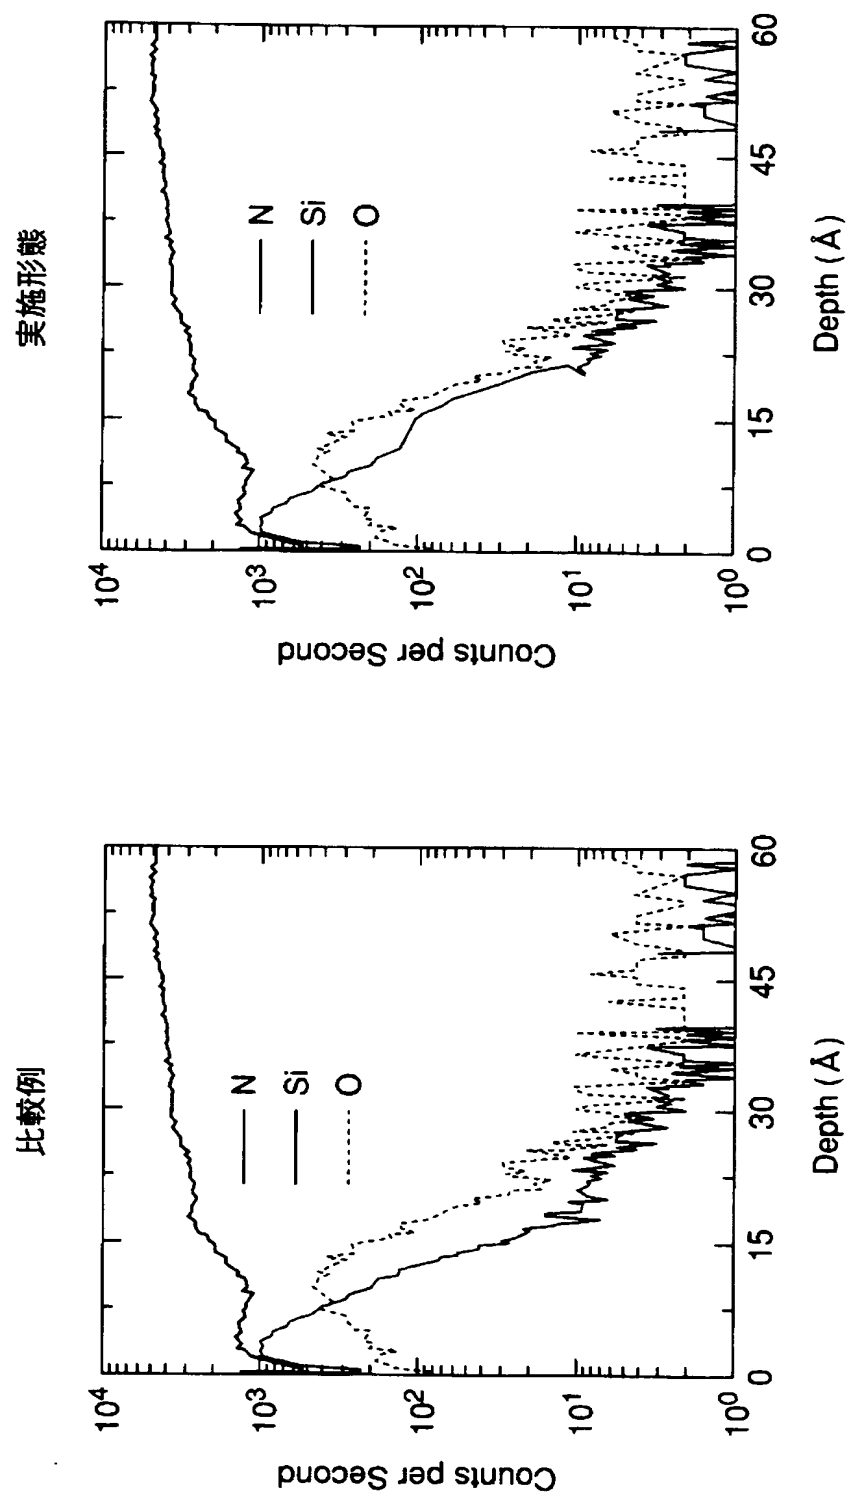 比較例
10⁴
10³
10²
10¹
10⁰
Counts per Second
N
Si
O
0
15
30
45
60
Depth (Å)
実施形態
10⁴
10³
10²
10¹
10⁰
Counts per Second
N
Si
O
0
15
30
45
60
Depth (Å)